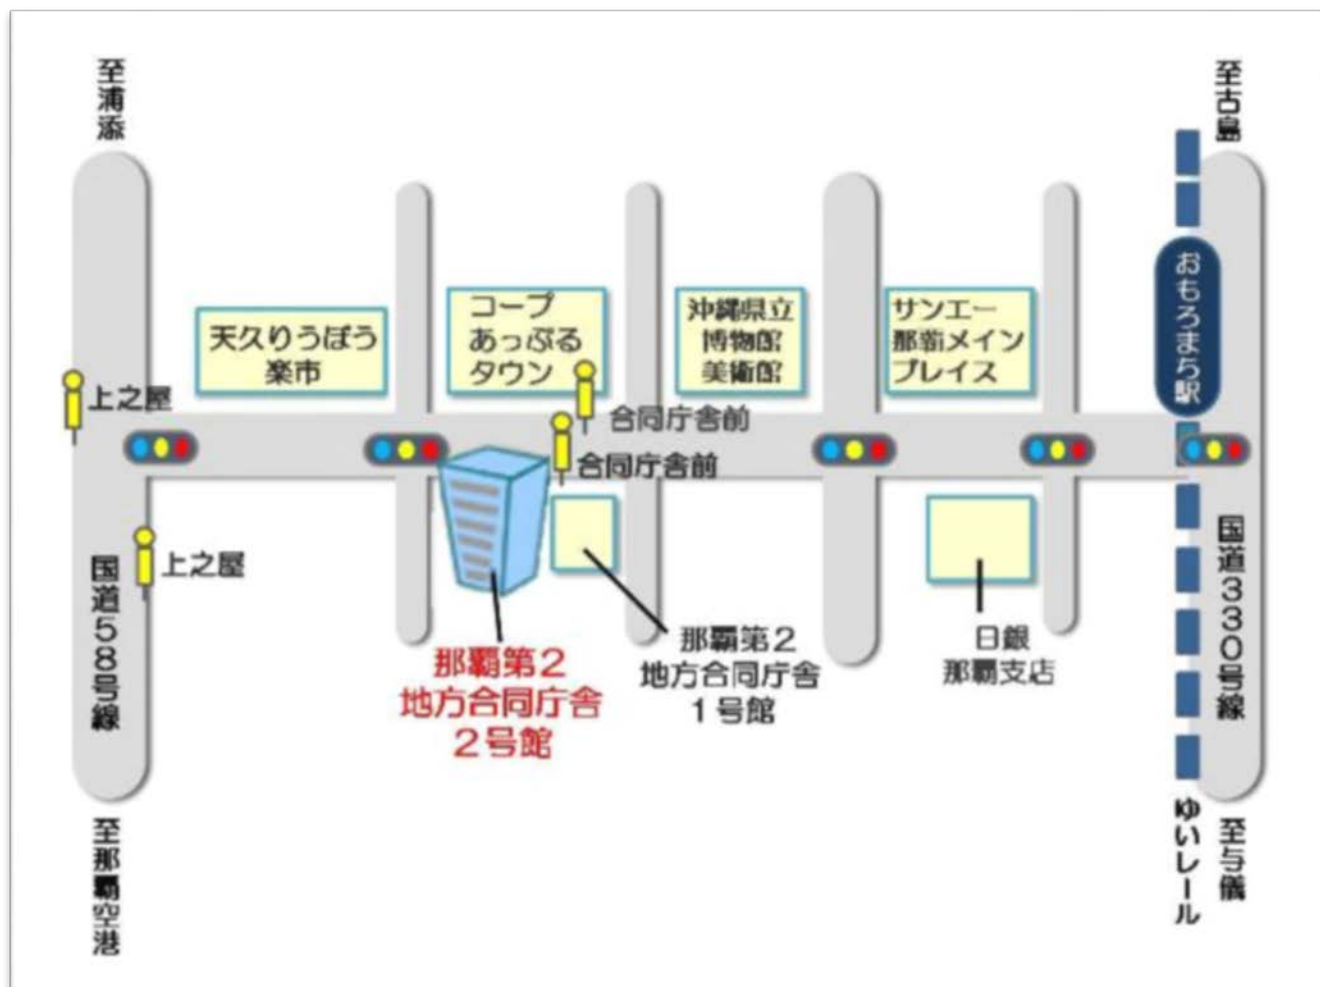 至浦添
至古島
おもろまち駅
天久りうぼう
楽市
コープ
あっぷる
タウン
沖縄県立
博物館
美術館
サンエー
那覇メイン
プレイス
上之屋
合同庁舎前
合同庁舎前
上之屋
国道58号線
国道330号線
那覇第2
地方合同庁舎
2号館
那覇第2
地方合同庁舎
1号館
日銀
那覇支店
至那覇空港
ゆいレール
至与儀